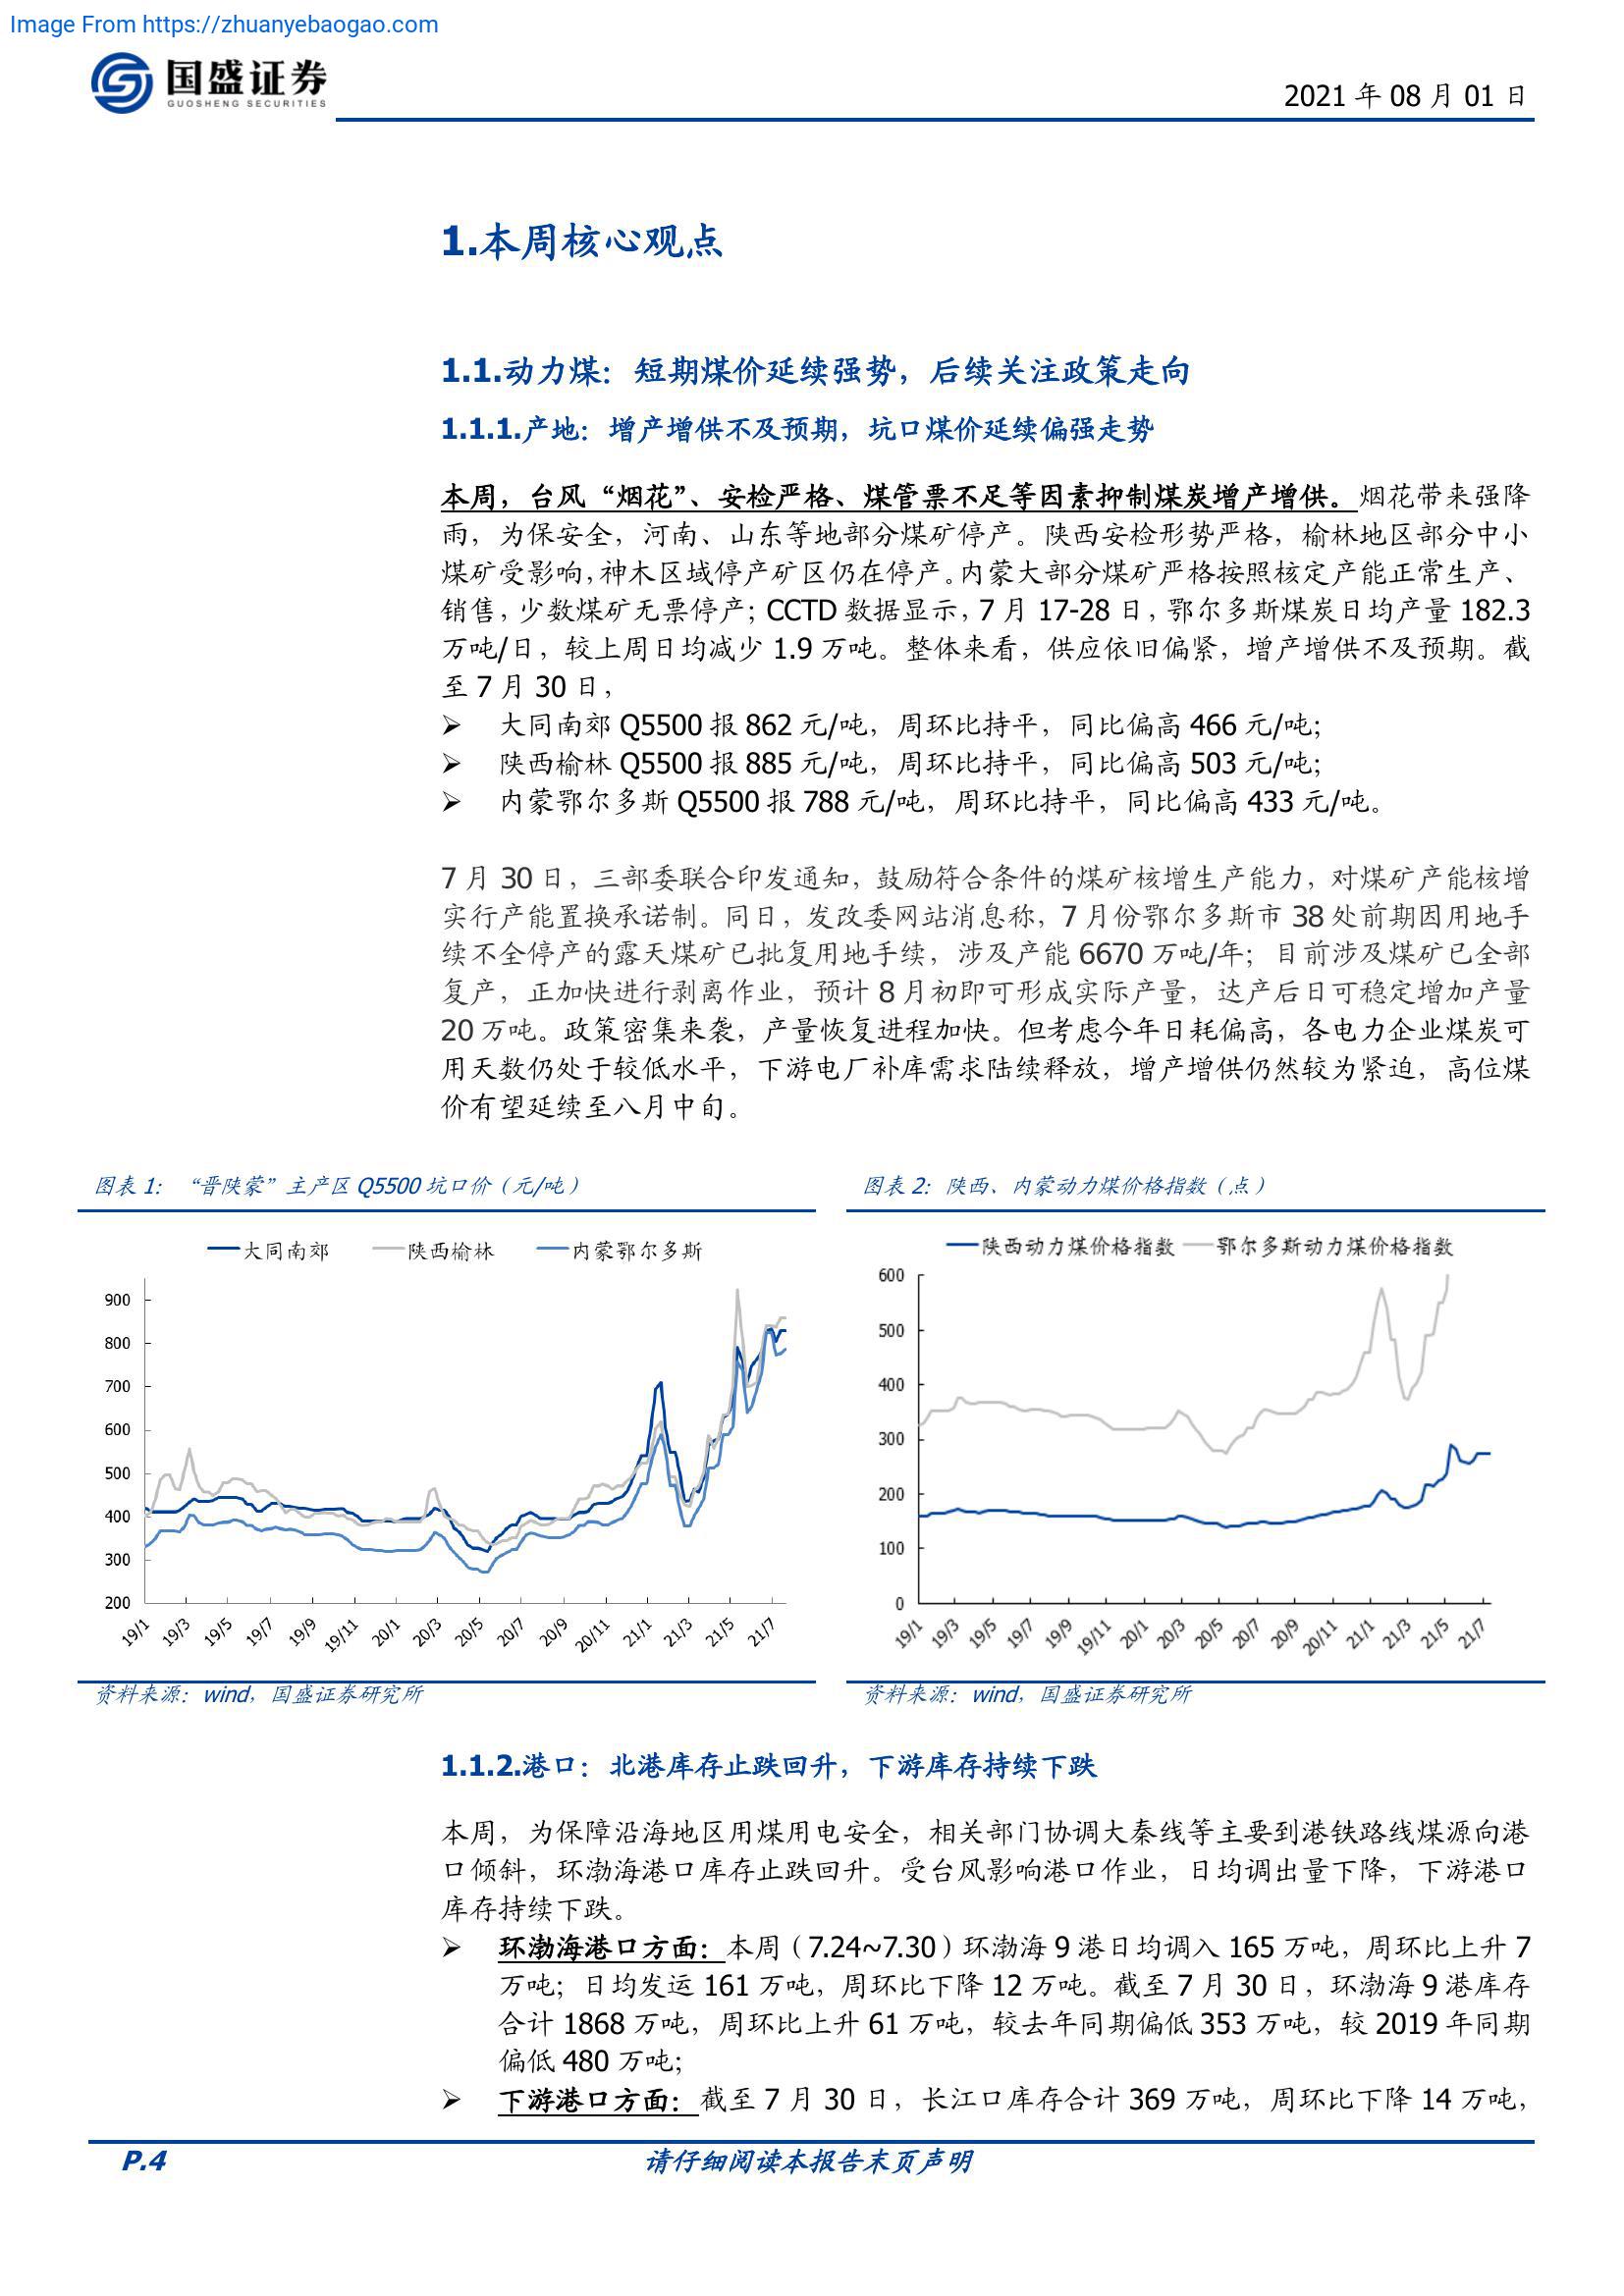 Image From https://zhuanyebaogao.com
国盛证券
GUOSHENG SECURITIES
2021 年 08 月 01 日
1.本周核心观点
1.1.动力煤：短期煤价延续强势，后续关注政策走向
1.1.1.产地：增产增供不及预期，坑口煤价延续偏强走势
本周，台风“烟花”、安检严格、煤管票不足等因素抑制煤炭增产增供。烟花带来强降
雨，为保安全，河南、山东等地部分煤矿停产。陕西安检形势严格，榆林地区部分中小
煤矿受影响，神木区域停产矿区仍在停产。内蒙大部分煤矿严格按照核定产能正常生产、
销售，少数煤矿无票停产；CCTD 数据显示，7 月 17-28 日，鄂尔多斯煤炭日均产量 182.3
万吨/日，较上周日均减少 1.9 万吨。整体来看，供应依旧偏紧，增产增供不及预期。截
至 7 月 30 日，
➢ 大同南郊 Q5500 报 862 元/吨，周环比持平，同比偏高 466 元/吨；
➢ 陕西榆林 Q5500 报 885 元/吨，周环比持平，同比偏高 503 元/吨；
➢ 内蒙鄂尔多斯 Q5500 报 788 元/吨，周环比持平，同比偏高 433 元/吨。
7 月 30 日，三部委联合印发通知，鼓励符合条件的煤矿核增生产能力，对煤矿产能核增
实行产能置换承诺制。同日，发改委网站消息称，7 月份鄂尔多斯市 38 处前期因用地手
续不全停产的露天煤矿已批复用地手续，涉及产能 6670 万吨/年；目前涉及煤矿已全部
复产，正加快进行剥离作业，预计 8 月初即可形成实际产量，达产后日可稳定增加产量
20 万吨。政策密集来袭，产量恢复进程加快。但考虑今年日耗偏高，各电力企业煤炭可
用天数仍处于较低水平，下游电厂补库需求陆续释放，增产增供仍然较为紧迫，高位煤
价有望延续至八月中旬。
图表 1：“晋陕蒙”主产区 Q5500 坑口价（元/吨）
大同南郊 陕西榆林 内蒙鄂尔多斯
900
800
700
600
500
400
300
200
19/1 19/3 19/5 19/7 19/9 19/11 20/1 20/3 20/5 20/7 20/9 20/11 21/1 21/3 21/5 21/7
资料来源：wind，国盛证券研究所
图表 2：陕西、内蒙动力煤价格指数（点）
陕西动力煤价格指数 鄂尔多斯动力煤价格指数
600
500
400
300
200
100
0
19/1 19/3 19/5 19/7 19/9 19/11 20/1 20/3 20/5 20/7 20/9 20/11 21/1 21/3 21/5 21/7
资料来源：wind，国盛证券研究所
1.1.2.港口：北港库存止跌回升，下游库存持续下跌
本周，为保障沿海地区用煤用电安全，相关部门协调大秦线等主要到港铁路线煤源向港
口倾斜，环渤海港口库存止跌回升。受台风影响港口作业，日均调出量下降，下游港口
库存持续下跌。
➢ 环渤海港口方面：本周（7.24~7.30）环渤海 9 港日均调入 165 万吨，周环比上升 7
万吨；日均发运 161 万吨，周环比下降 12 万吨。截至 7 月 30 日，环渤海 9 港库存
合计 1868 万吨，周环比上升 61 万吨，较去年同期偏低 353 万吨，较 2019 年同期
偏低 480 万吨；
➢ 下游港口方面：截至 7 月 30 日，长江口库存合计 369 万吨，周环比下降 14 万吨，
P.4
请仔细阅读本报告末页声明